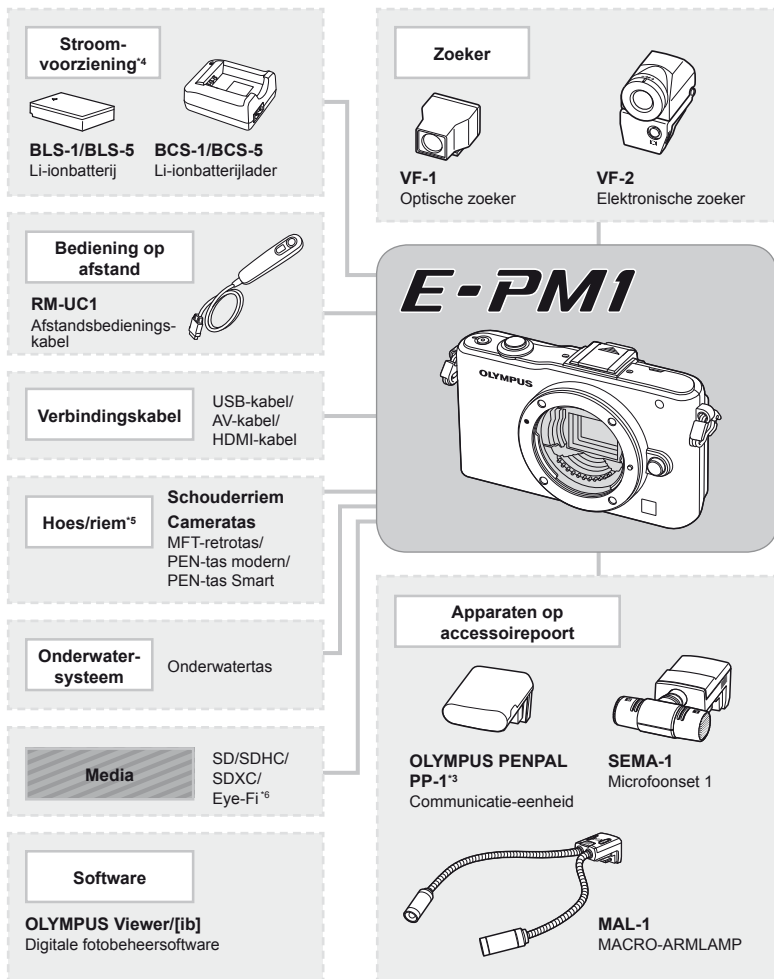 Stroom-
voorziening*4
BLS-1/BLS-5
Li-ionbatterij
BCS-1/BCS-5
Li-ionbatterijlader
Zoeker
VF-1
Optische zoeker
VF-2
Elektronische zoeker
Bediening op
afstand
RM-UC1
Afstandsbedienings-
kabel
E-PM1
OLYMPUS
Verbindingskabel
USB-kabel/
AV-kabel/
HDMI-kabel
Hoes/riem*5
Schouderriem
Cameratas
MFT-retrotas/
PEN-tas modern/
PEN-tas Smart
Onderwater-
systeem
Onderwatertas
Media
SD/SDHC/
SDXC/
Eye-Fi*6
Software
OLYMPUS Viewer/[ib]
Digitale fotobeheersoftware
Apparaten op
accessoirepoort
OLYMPUS PENPAL
PP-1*3
Communicatie-eenheid
SEMA-1
Microfoonset 1
MAL-1
MACRO-ARMLAMP